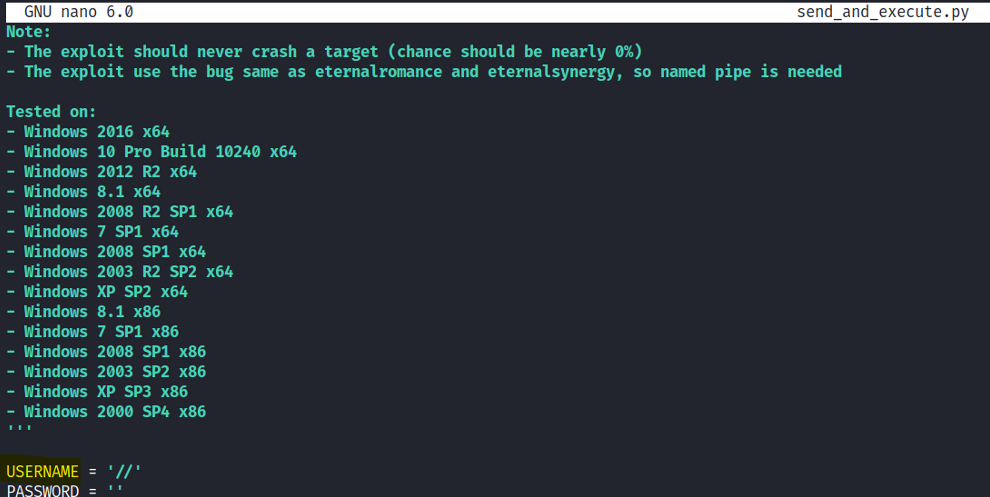 GNU nano 6.0 send_and_execute.py
Note:
- The exploit should never crash a target (chance should be nearly 0%)
- The exploit use the bug same as eternalromance and eternalsynergy, so named pipe is needed
Tested on:
- Windows 2016 x64
- Windows 10 Pro Build 10240 x64
- Windows 2012 R2 x64
- Windows 8.1 x64
- Windows 2008 R2 SP1 x64
- Windows 7 SP1 x64
- Windows 2008 SP1 x64
- Windows 2003 R2 SP2 x64
- Windows XP SP2 x64
- Windows 8.1 x86
- Windows 7 SP1 x86
- Windows 2008 SP1 x86
- Windows 2003 SP2 x86
- Windows XP SP3 x86
- Windows 2000 SP4 x86
'''
USERNAME = '//'
PASSWORD = ''